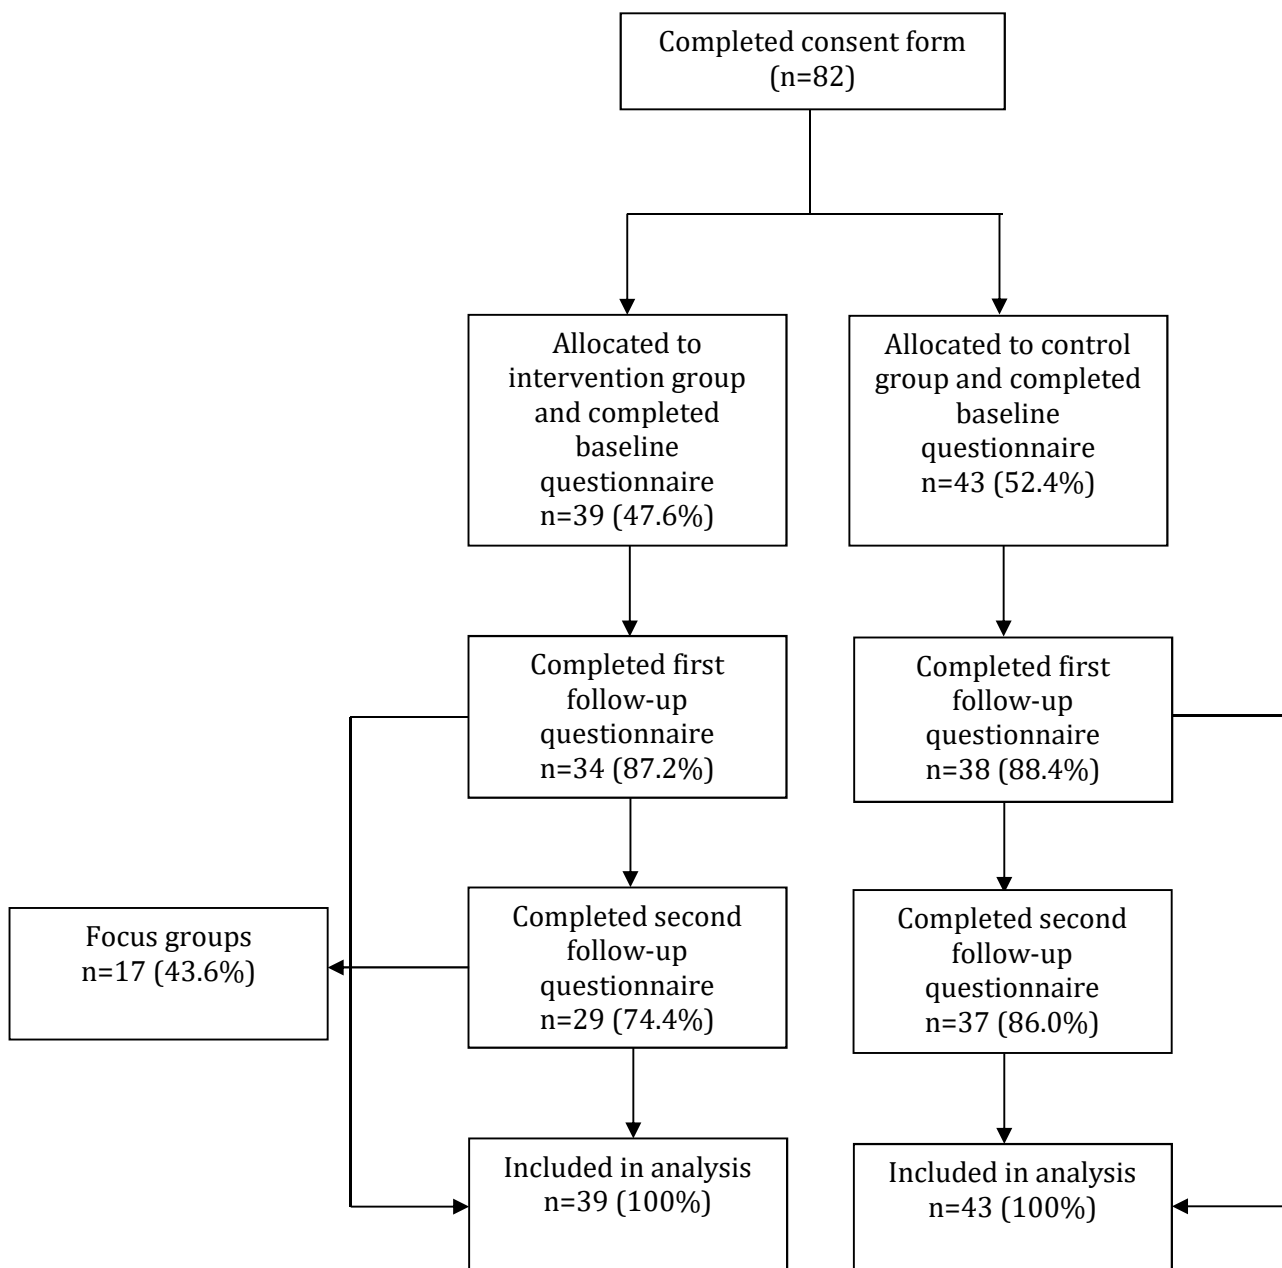 Completed consent form
(n=82)
Allocated to
intervention group
and completed
baseline
questionnaire
n=39 (47.6%)
Allocated to control
group and completed
baseline
questionnaire
n=43 (52.4%)
Completed first
follow-up
questionnaire
n=34 (87.2%)
Completed first
follow-up
questionnaire
n=38 (88.4%)
Focus groups
n=17 (43.6%)
Completed second
follow-up
questionnaire
n=29 (74.4%)
Completed second
follow-up
questionnaire
n=37 (86.0%)
Included in analysis
n=39 (100%)
Included in analysis
n=43 (100%)